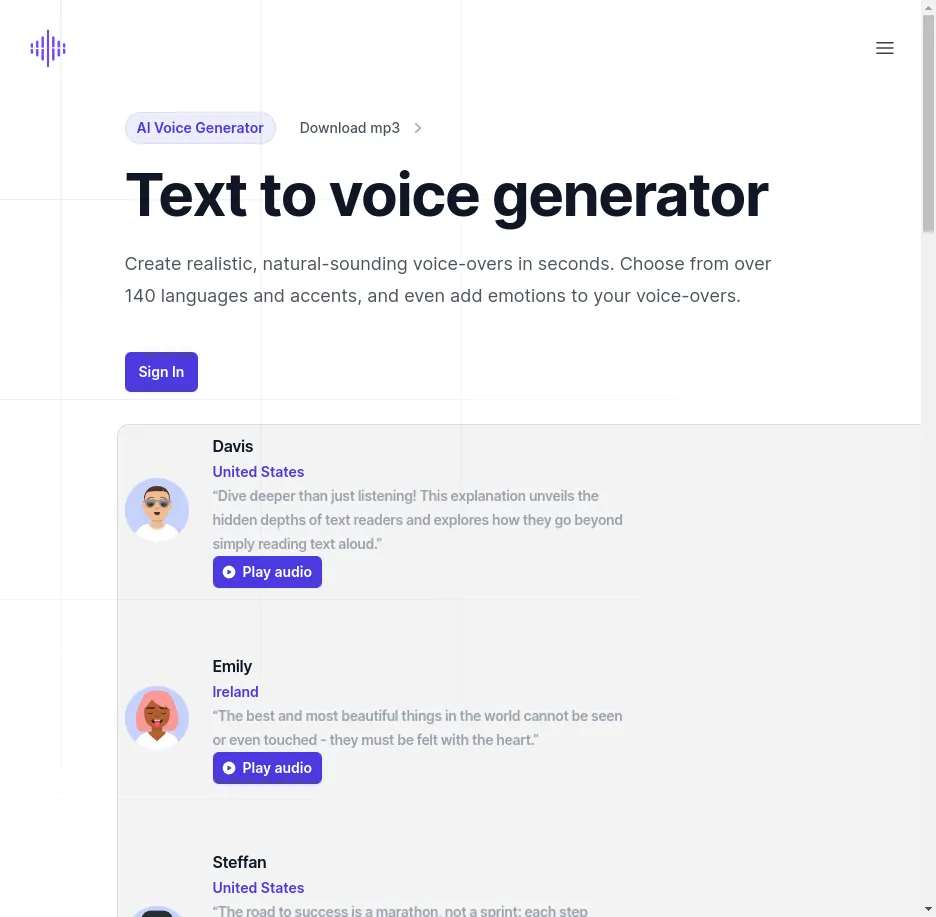 AI Voice Generator Download mp3
Text to voice generator
Create realistic, natural-sounding voice-overs in seconds. Choose from over
140 languages and accents, and even add emotions to your voice-overs.
Sign In
Davis
United States
“Dive deeper than just listening! This explanation unveils the
hidden depths of text readers and explores how they go beyond
simply reading text aloud.”
Play audio
Emily
Ireland
“The best and most beautiful things in the world cannot be seen
or even touched - they must be felt with the heart.”
Play audio
Steffan
United States
“The road to success is a marathon, not a sprint; each step